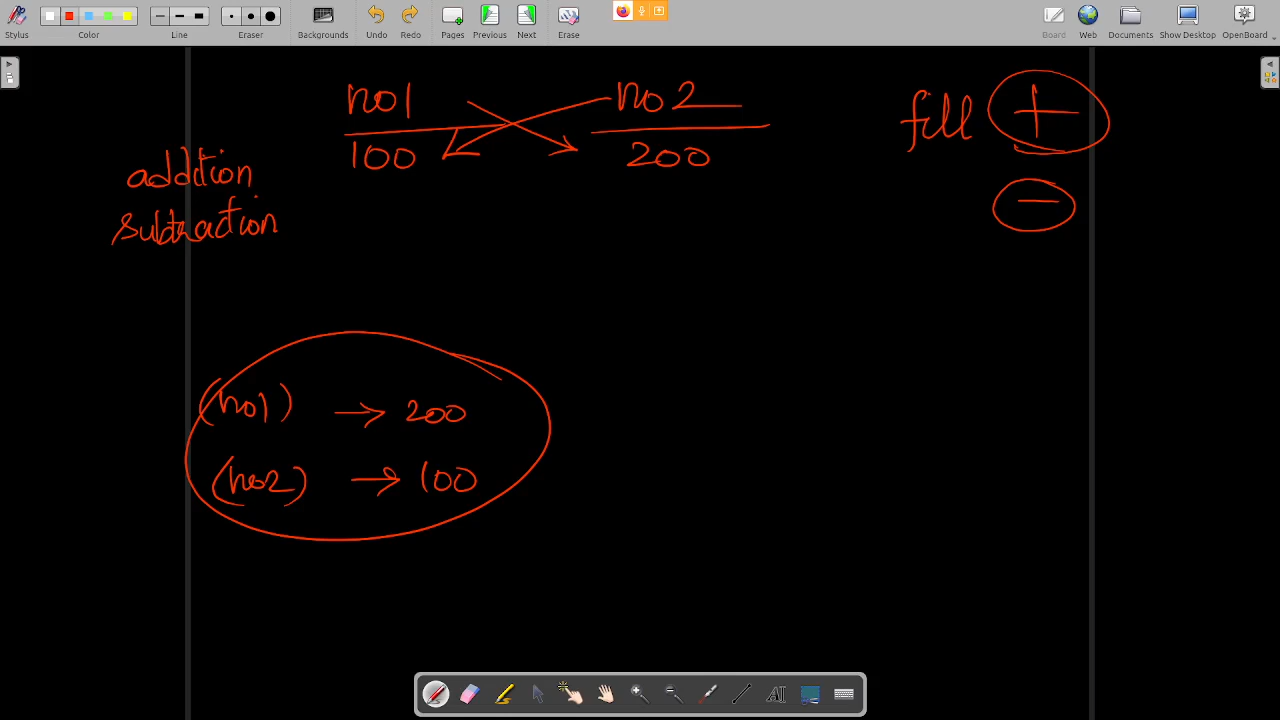 Stylus
Color
Line
Eraser
Backgrounds
Undo
Redo
Pages
Previous
Next
Erase
Board
Web
Documents
Show Desktop
OpenBoard
no1 no2
100 200
fill +
-
addition
subtraction
(no1) → 200
(no2) → 100
AI